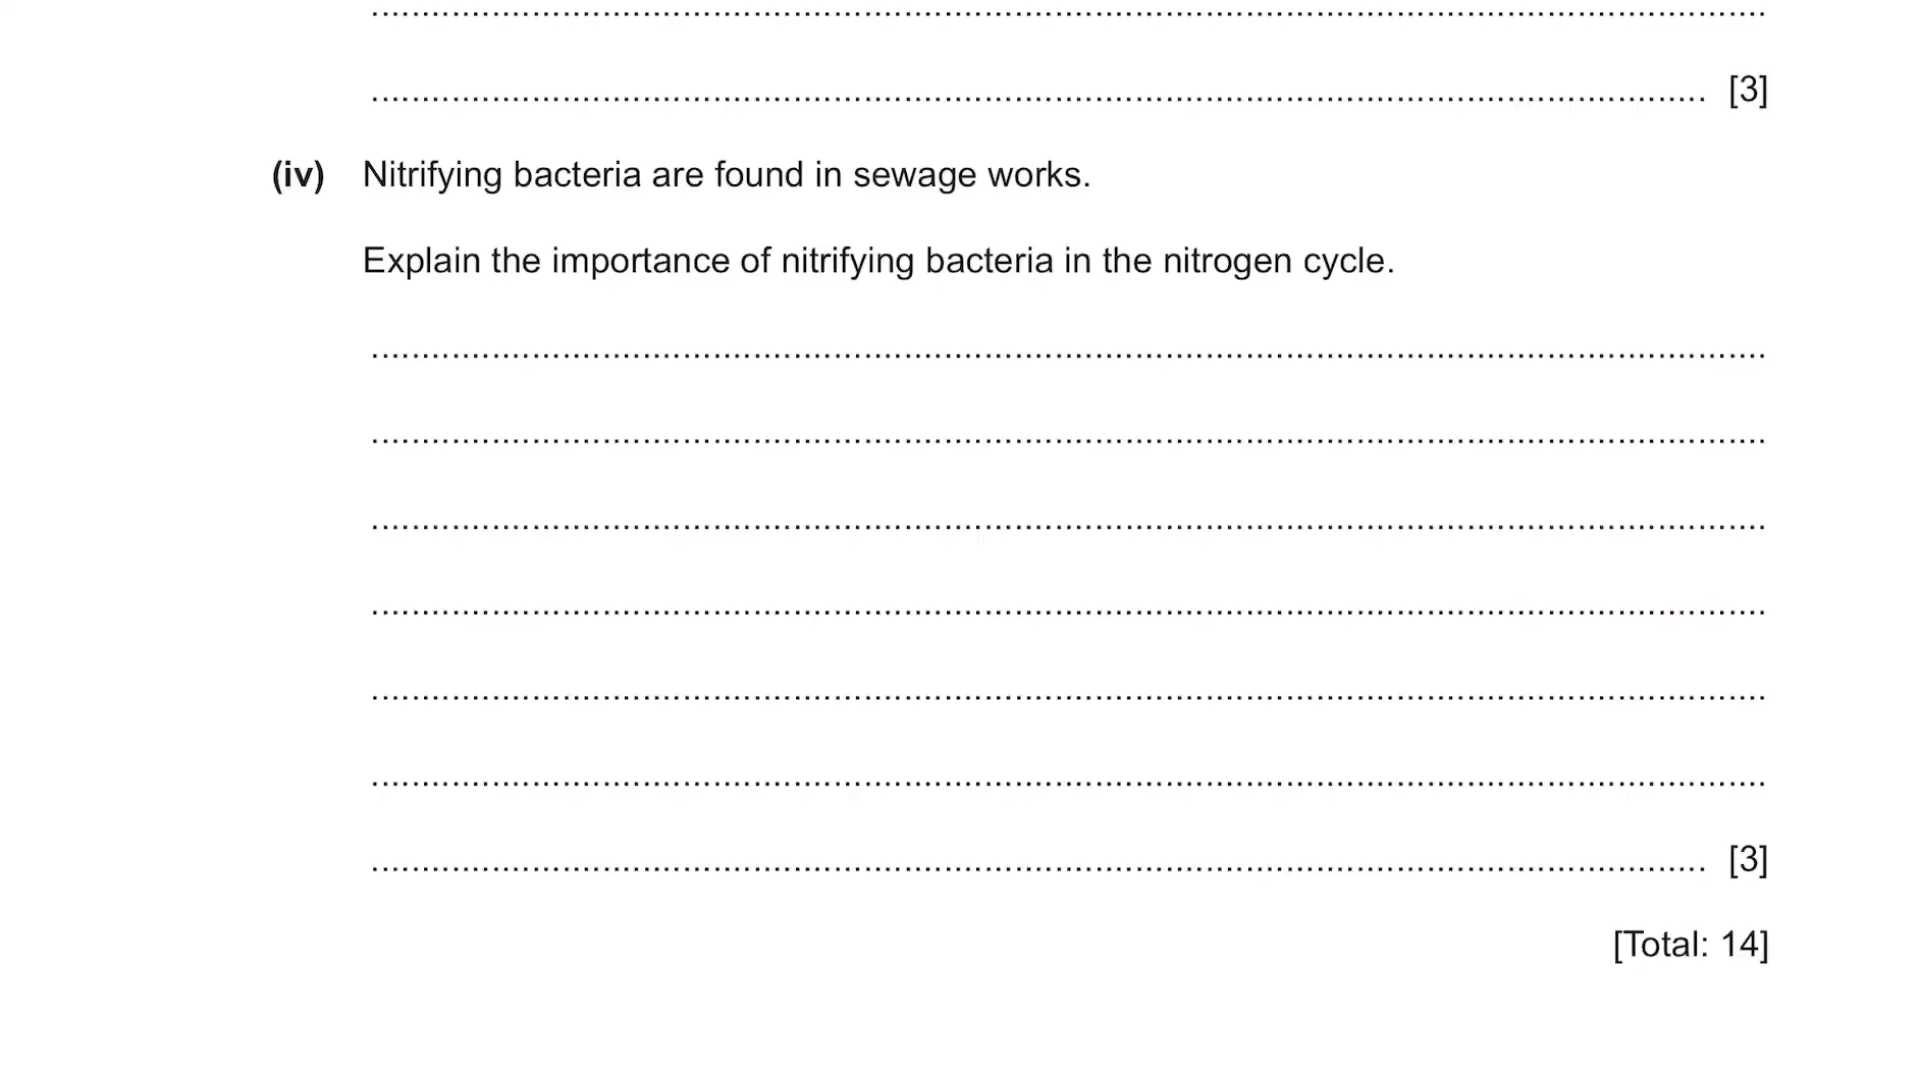 [3]
(iv) Nitrifying bacteria are found in sewage works.
Explain the importance of nitrifying bacteria in the nitrogen cycle.
[3]
[Total: 14]